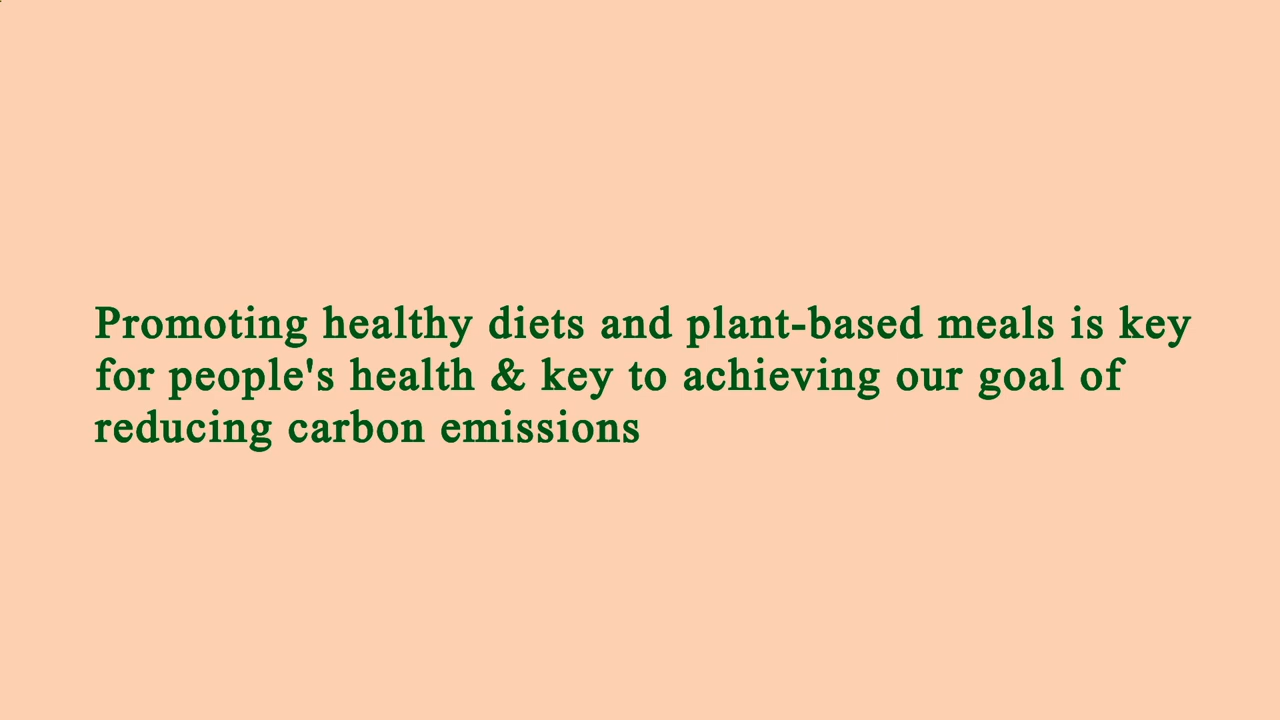 Promoting healthy diets and plant-based meals is key
for people's health & key to achieving our goal of
reducing carbon emissions